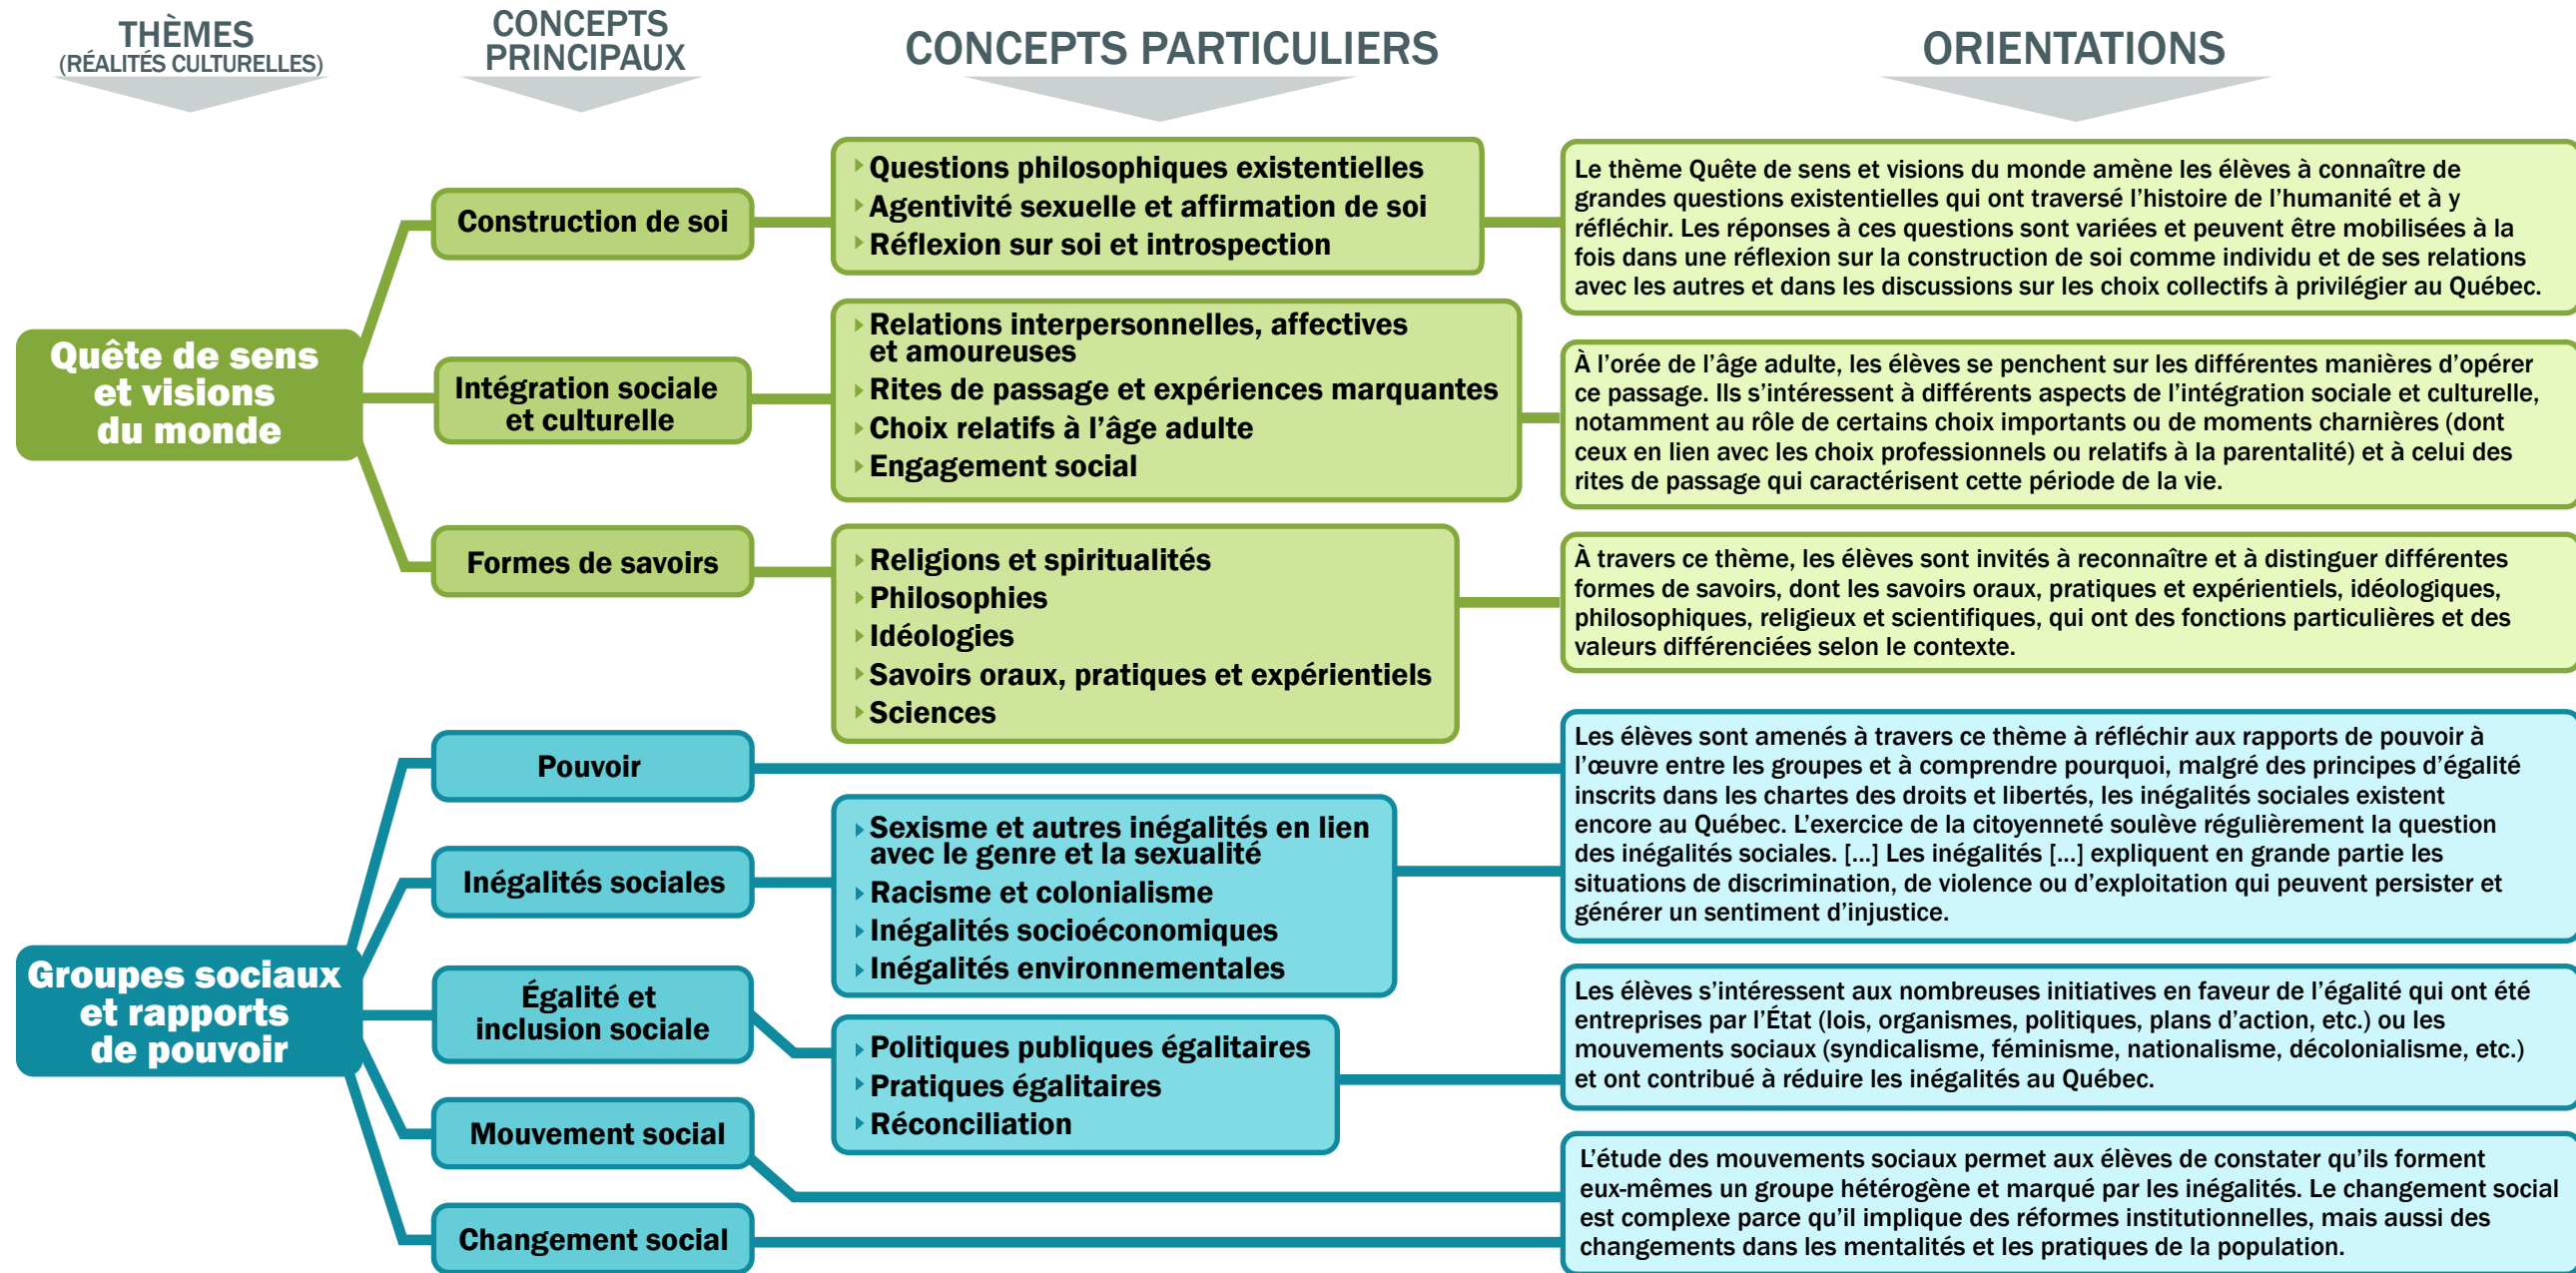 THÈMES
(RÉALITÉS CULTURELLES)
CONCEPTS
PRINCIPAUX
CONCEPTS PARTICULIERS
ORIENTATIONS
Quête de sens
et visions
du monde
Construction de soi
Questions philosophiques existentielles
Agentivité sexuelle et affirmation de soi
Réflexion sur soi et introspection
Le thème Quête de sens et visions du monde amène les élèves à connaître de
grandes questions existentielles qui ont traversé l’histoire de l’humanité et à y
réfléchir. Les réponses à ces questions sont variées et peuvent être mobilisées à la
fois dans une réflexion sur la construction de soi comme individu et de ses relations
avec les autres et dans les discussions sur les choix collectifs à privilégier au Québec.
Intégration sociale
et culturelle
Relations interpersonnelles, affectives
et amoureuses
Rites de passage et expériences marquantes
Choix relatifs à l’âge adulte
Engagement social
À l’orée de l’âge adulte, les élèves se penchent sur les différentes manières d’opérer
ce passage. Ils s’intéressent à différents aspects de l’intégration sociale et culturelle,
notamment au rôle de certains choix importants ou de moments charnières (dont
ceux en lien avec les choix professionnels ou relatifs à la parentalité) et à celui des
rites de passage qui caractérisent cette période de la vie.
Formes de savoirs
Religions et spiritualités
Philosophies
Idéologies
Savoirs oraux, pratiques et expérientiels
Sciences
À travers ce thème, les élèves sont invités à reconnaître et à distinguer différentes
formes de savoirs, dont les savoirs oraux, pratiques et expérientiels, idéologiques,
philosophiques, religieux et scientifiques, qui ont des fonctions particulières et des
valeurs différenciées selon le contexte.
Groupes sociaux
et rapports
de pouvoir
Pouvoir
Inégalités sociales
Sexisme et autres inégalités en lien
avec le genre et la sexualité
Racisme et colonialisme
Inégalités socioéconomiques
Inégalités environnementales
Les élèves sont amenés à travers ce thème à réfléchir aux rapports de pouvoir à
l’œuvre entre les groupes et à comprendre pourquoi, malgré des principes d’égalité
inscrits dans les chartes des droits et libertés, les inégalités sociales existent
encore au Québec. L’exercice de la citoyenneté soulève régulièrement la question
des inégalités sociales. [...] Les inégalités [...] expliquent en grande partie les
situations de discrimination, de violence ou d’exploitation qui peuvent persister et
générer un sentiment d’injustice.
Égalité et
inclusion sociale
Politiques publiques égalitaires
Pratiques égalitaires
Réconciliation
Les élèves s’intéressent aux nombreuses initiatives en faveur de l’égalité qui ont été
entreprises par l’État (lois, organismes, politiques, plans d’action, etc.) ou les
mouvements sociaux (syndicalisme, féminisme, nationalisme, décolonialisme, etc.)
et ont contribué à réduire les inégalités au Québec.
Mouvement social
Changement social
L’étude des mouvements sociaux permet aux élèves de constater qu’ils forment
eux-mêmes un groupe hétérogène et marqué par les inégalités. Le changement social
est complexe parce qu’il implique des réformes institutionnelles, mais aussi des
changements dans les mentalités et les pratiques de la population.